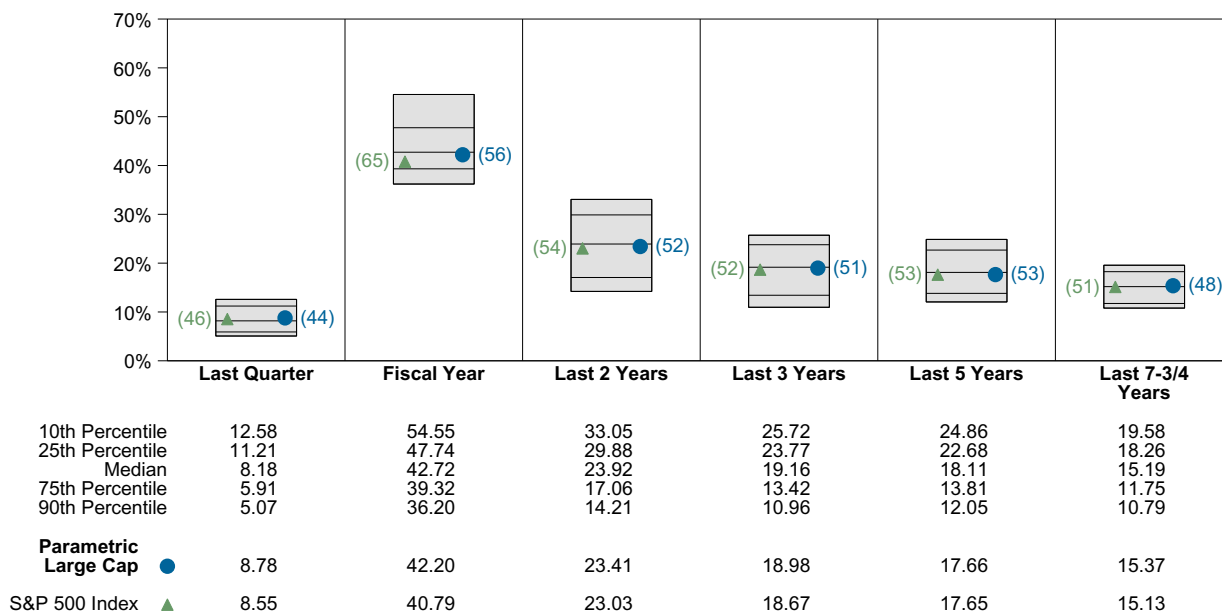 70%
60%
50%
40%
30%
20%
10%
0%
(46) (44)
(65) (56)
(54) (52)
(52) (51)
(53) (53)
(51) (48)
Last Quarter Fiscal Year Last 2 Years Last 3 Years Last 5 Years Last 7-3/4
Years
10th Percentile 12.58 54.55 33.05 25.72 24.86 19.58
25th Percentile 11.21 47.74 29.88 23.77 22.68 18.26
Median 8.18 42.72 23.92 19.16 18.11 15.19
75th Percentile 5.91 39.32 17.06 13.42 13.81 11.75
90th Percentile 5.07 36.20 14.21 10.96 12.05 10.79
Parametric
Large Cap 8.78 42.20 23.41 18.98 17.66 15.37
S&P 500 Index 8.55 40.79 23.03 18.67 17.65 15.13